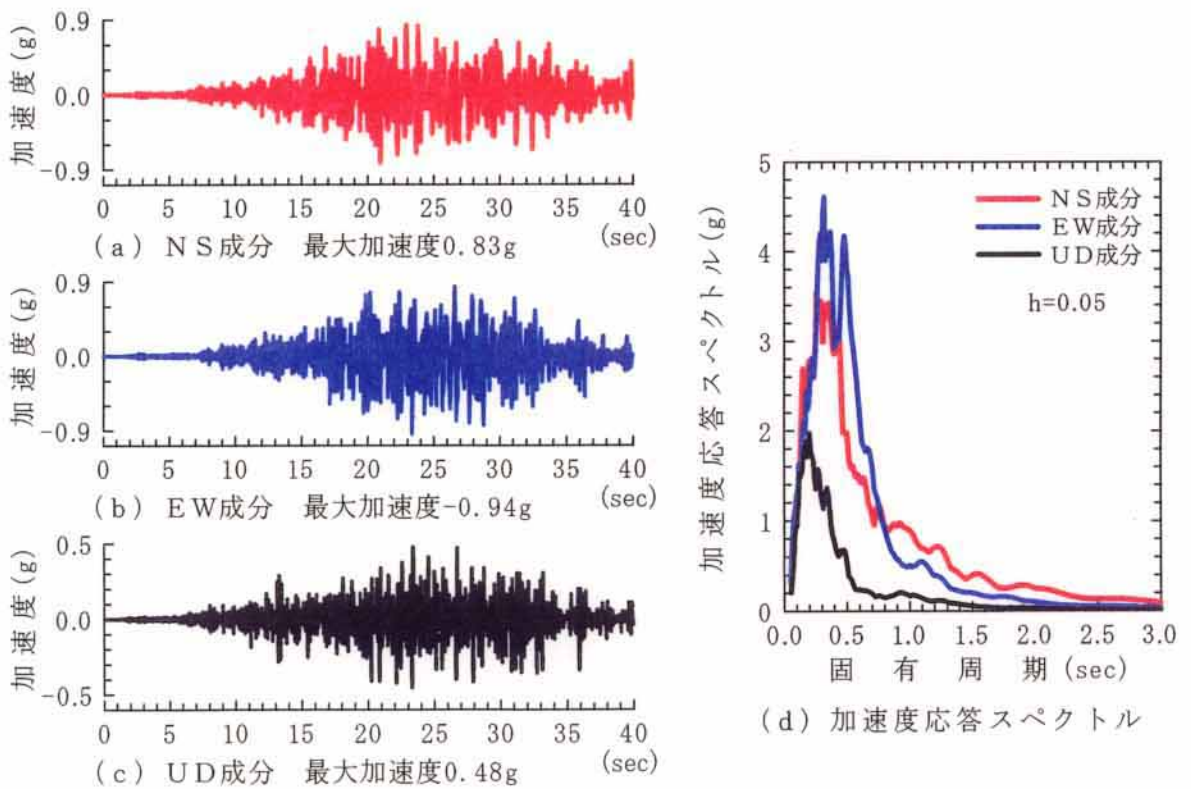 加速度(g)
0.9
0.0
-0.9
0 5 10 15 20 25 30 35 40
(sec)
(a) NS成分 最大加速度0.83g
加速度(g)
0.9
0.0
-0.9
0 5 10 15 20 25 30 35 40
(sec)
(b) EW成分 最大加速度-0.94g
加速度(g)
0.5
0.0
-0.5
0 5 10 15 20 25 30 35 40
(sec)
(c) UD成分 最大加速度0.48g
加速度応答スペクトル(g)
5
4
3
2
1
0
NS成分
EW成分
UD成分
h=0.05
0.0 0.5 1.0 1.5 2.0 2.5 3.0
固有周期(sec)
(d) 加速度応答スペクトル